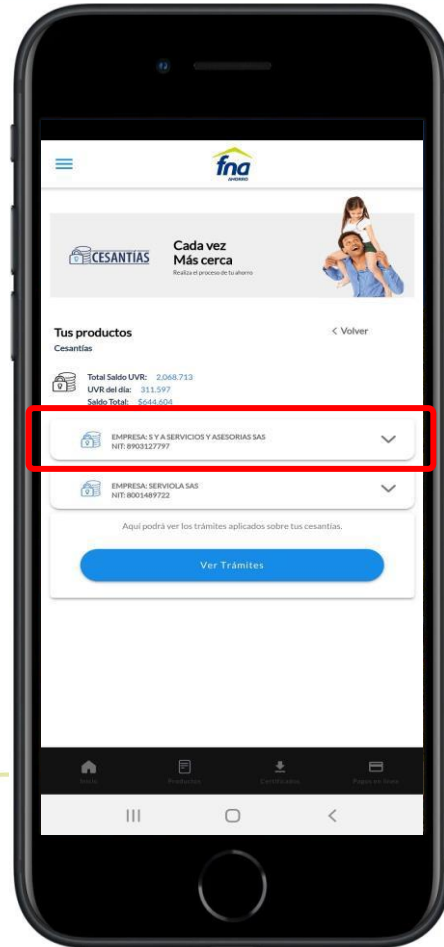 fna
AHORRO
CESANTÍAS
Cada vez
Más cerca
Realiza el proceso de tu ahorro
Tus productos
< Volver
Cesantías
Total Saldo UVR: 2,068.713
UVR del día: 311.597
Saldo Total: $644.604
EMPRESA: S Y A SERVICIOS Y ASESORIAS SAS
NIT: 8903127797
EMPRESA: SERVIOLA SAS
NIT: 8001489722
Aquí podrá ver los trámites aplicados sobre tus cesantías.
Ver Trámites
Inicio Productos Certificados Pagos en línea